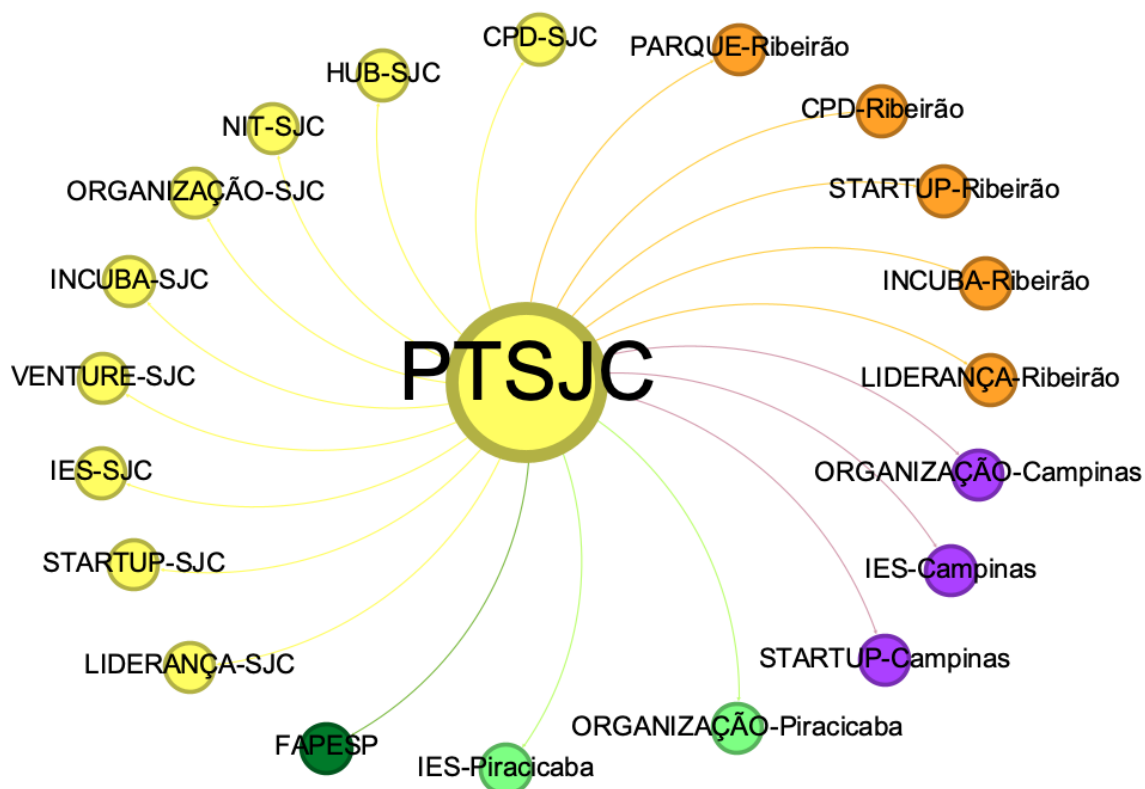 CPD-SJC
PARQUE-Ribeirão
HUB-SJC
CPD-Ribeirão
NIT-SJC
ORGANIZAÇÃO-SJC
STARTUP-Ribeirão
INCUBA-SJC
INCUBA-Ribeirão
PTSJC
VENTURE-SJC
LIDERANÇA-Ribeirão
IES-SJC
ORGANIZAÇÃO-Campinas
STARTUP-SJC
IES-Campinas
LIDERANÇA-SJC
STARTUP-Campinas
ORGANIZAÇÃO-Piracicaba
FAPESP
IES-Piracicaba